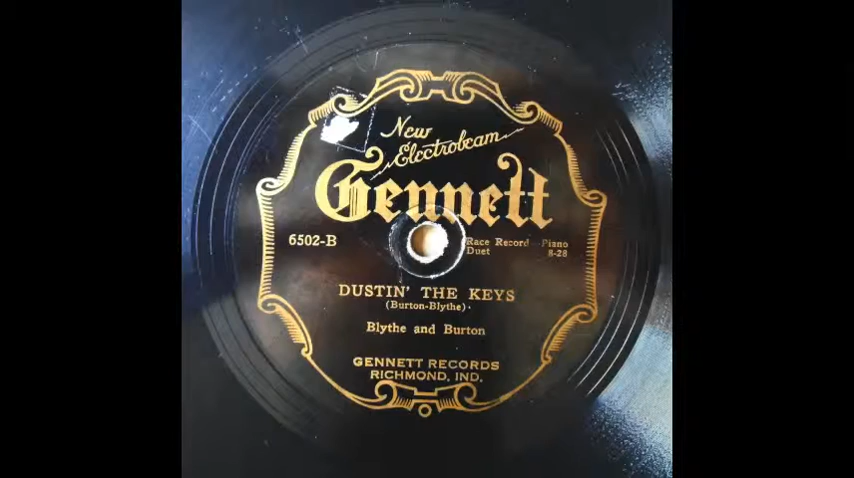 New
Electrobeam
Gennett
6502-B
Race Record Piano
Duet 8-28
DUSTIN' THE KEYS
(Burton-Blythe)
Blythe and Burton
GENNETT RECORDS
RICHMOND, IND.